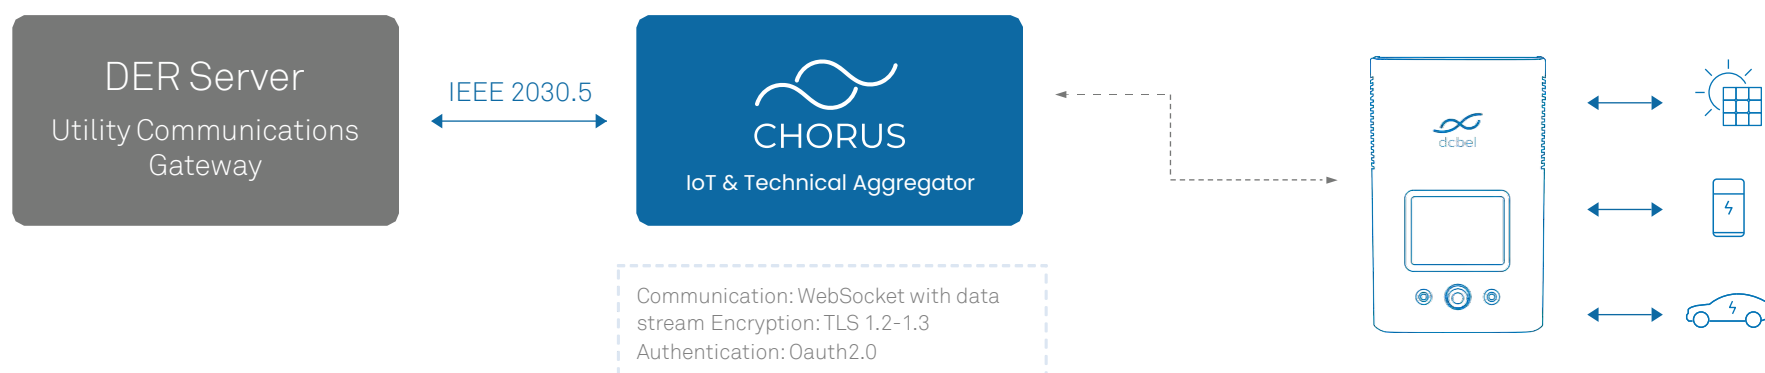 DER Server
Utility Communications
Gateway
IEEE 2030.5
CHORUS
IoT & Technical Aggregator
dcbel
Communication: WebSocket with data
stream Encryption: TLS 1.2-1.3
Authentication: Oauth2.0